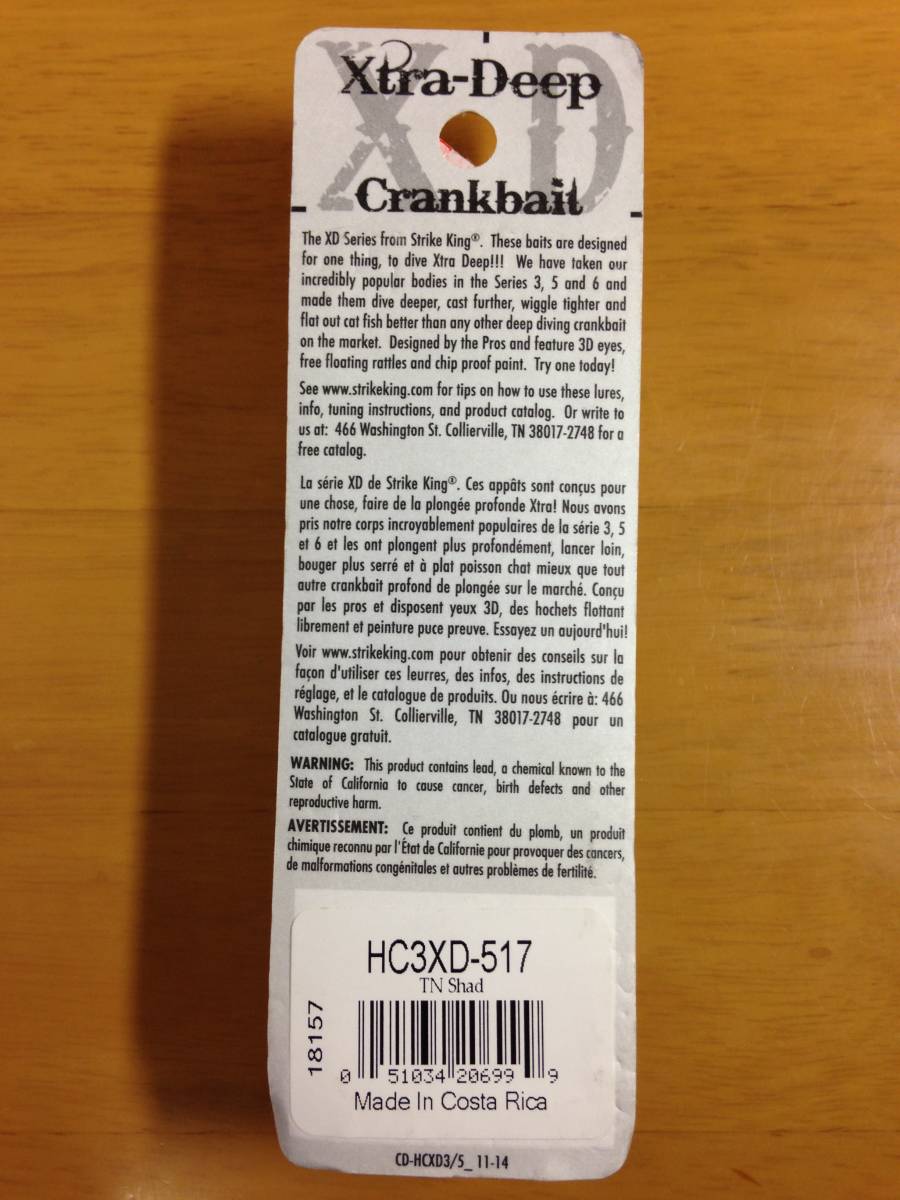 XD
Xtra-Deep
Crankbait
The XD Series from Strike King®. These baits are designed
for one thing, to dive Xtra Deep!!! We have taken our
incredibly popular bodies in the Series 3, 5 and 6 and
made them dive deeper, cast further, wiggle tighter and
flat out cat fish better than any other deep diving crankbait
on the market. Designed by the Pros and feature 3D eyes,
free floating rattles and chip proof paint. Try one today!
See www.strikeking.com for tips on how to use these lures,
info, tuning instructions, and product catalog. Or write to
us at: 466 Washington St. Collierville, TN 38017-2748 for a
free catalog.
La série XD de Strike King®. Ces appâts sont conçus pour
une chose, faire de la plongée profonde Xtra! Nous avons
pris notre corps incroyablement populaires de la série 3, 5
et 6 et les ont plongent plus profondément, lancer loin,
bouger plus serré et à plat poisson chat mieux que tout
autre crankbait profond de plongée sur le marché. Conçu
par les pros et disposent yeux 3D, des hochets flottant
librement et peinture puce preuve. Essayez un aujourd'hui!
Voir www.strikeking.com pour obtenir des conseils sur la
façon d'utiliser ces leurres, des infos, des instructions de
réglage, et le catalogue de produits. Ou nous écrire à: 466
Washington St. Collierville, TN 38017-2748 pour un
catalogue gratuit.
WARNING: This product contains lead, a chemical known to the
State of California to cause cancer, birth defects and other
reproductive harm.
AVERTISSEMENT: Ce produit contient du plomb, un produit
chimique reconnu par l'État de Californie pour provoquer des cancers,
de malformations congénitales et autres problèmes de fertilité.
HC3XD-517
TN Shad
18157
0 51034 20699 9
Made In Costa Rica
CD-HCXD3/5_ 11-14